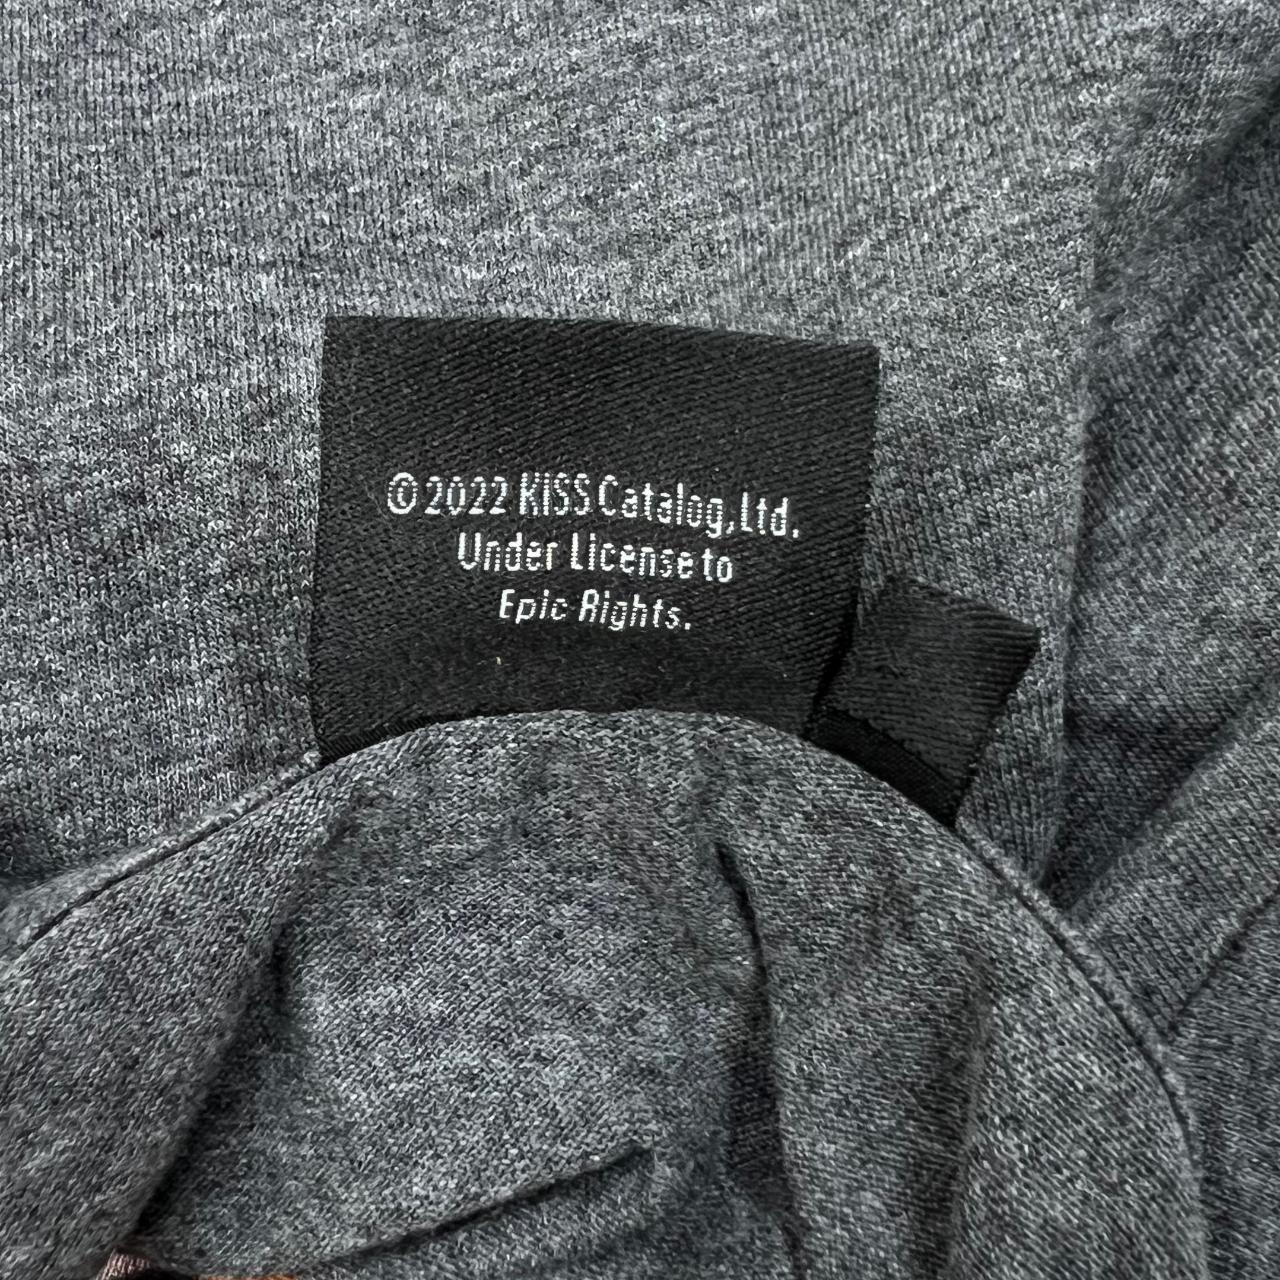 ©2022 KISS Catalog, Ltd.
Under License to
Epic Rights.